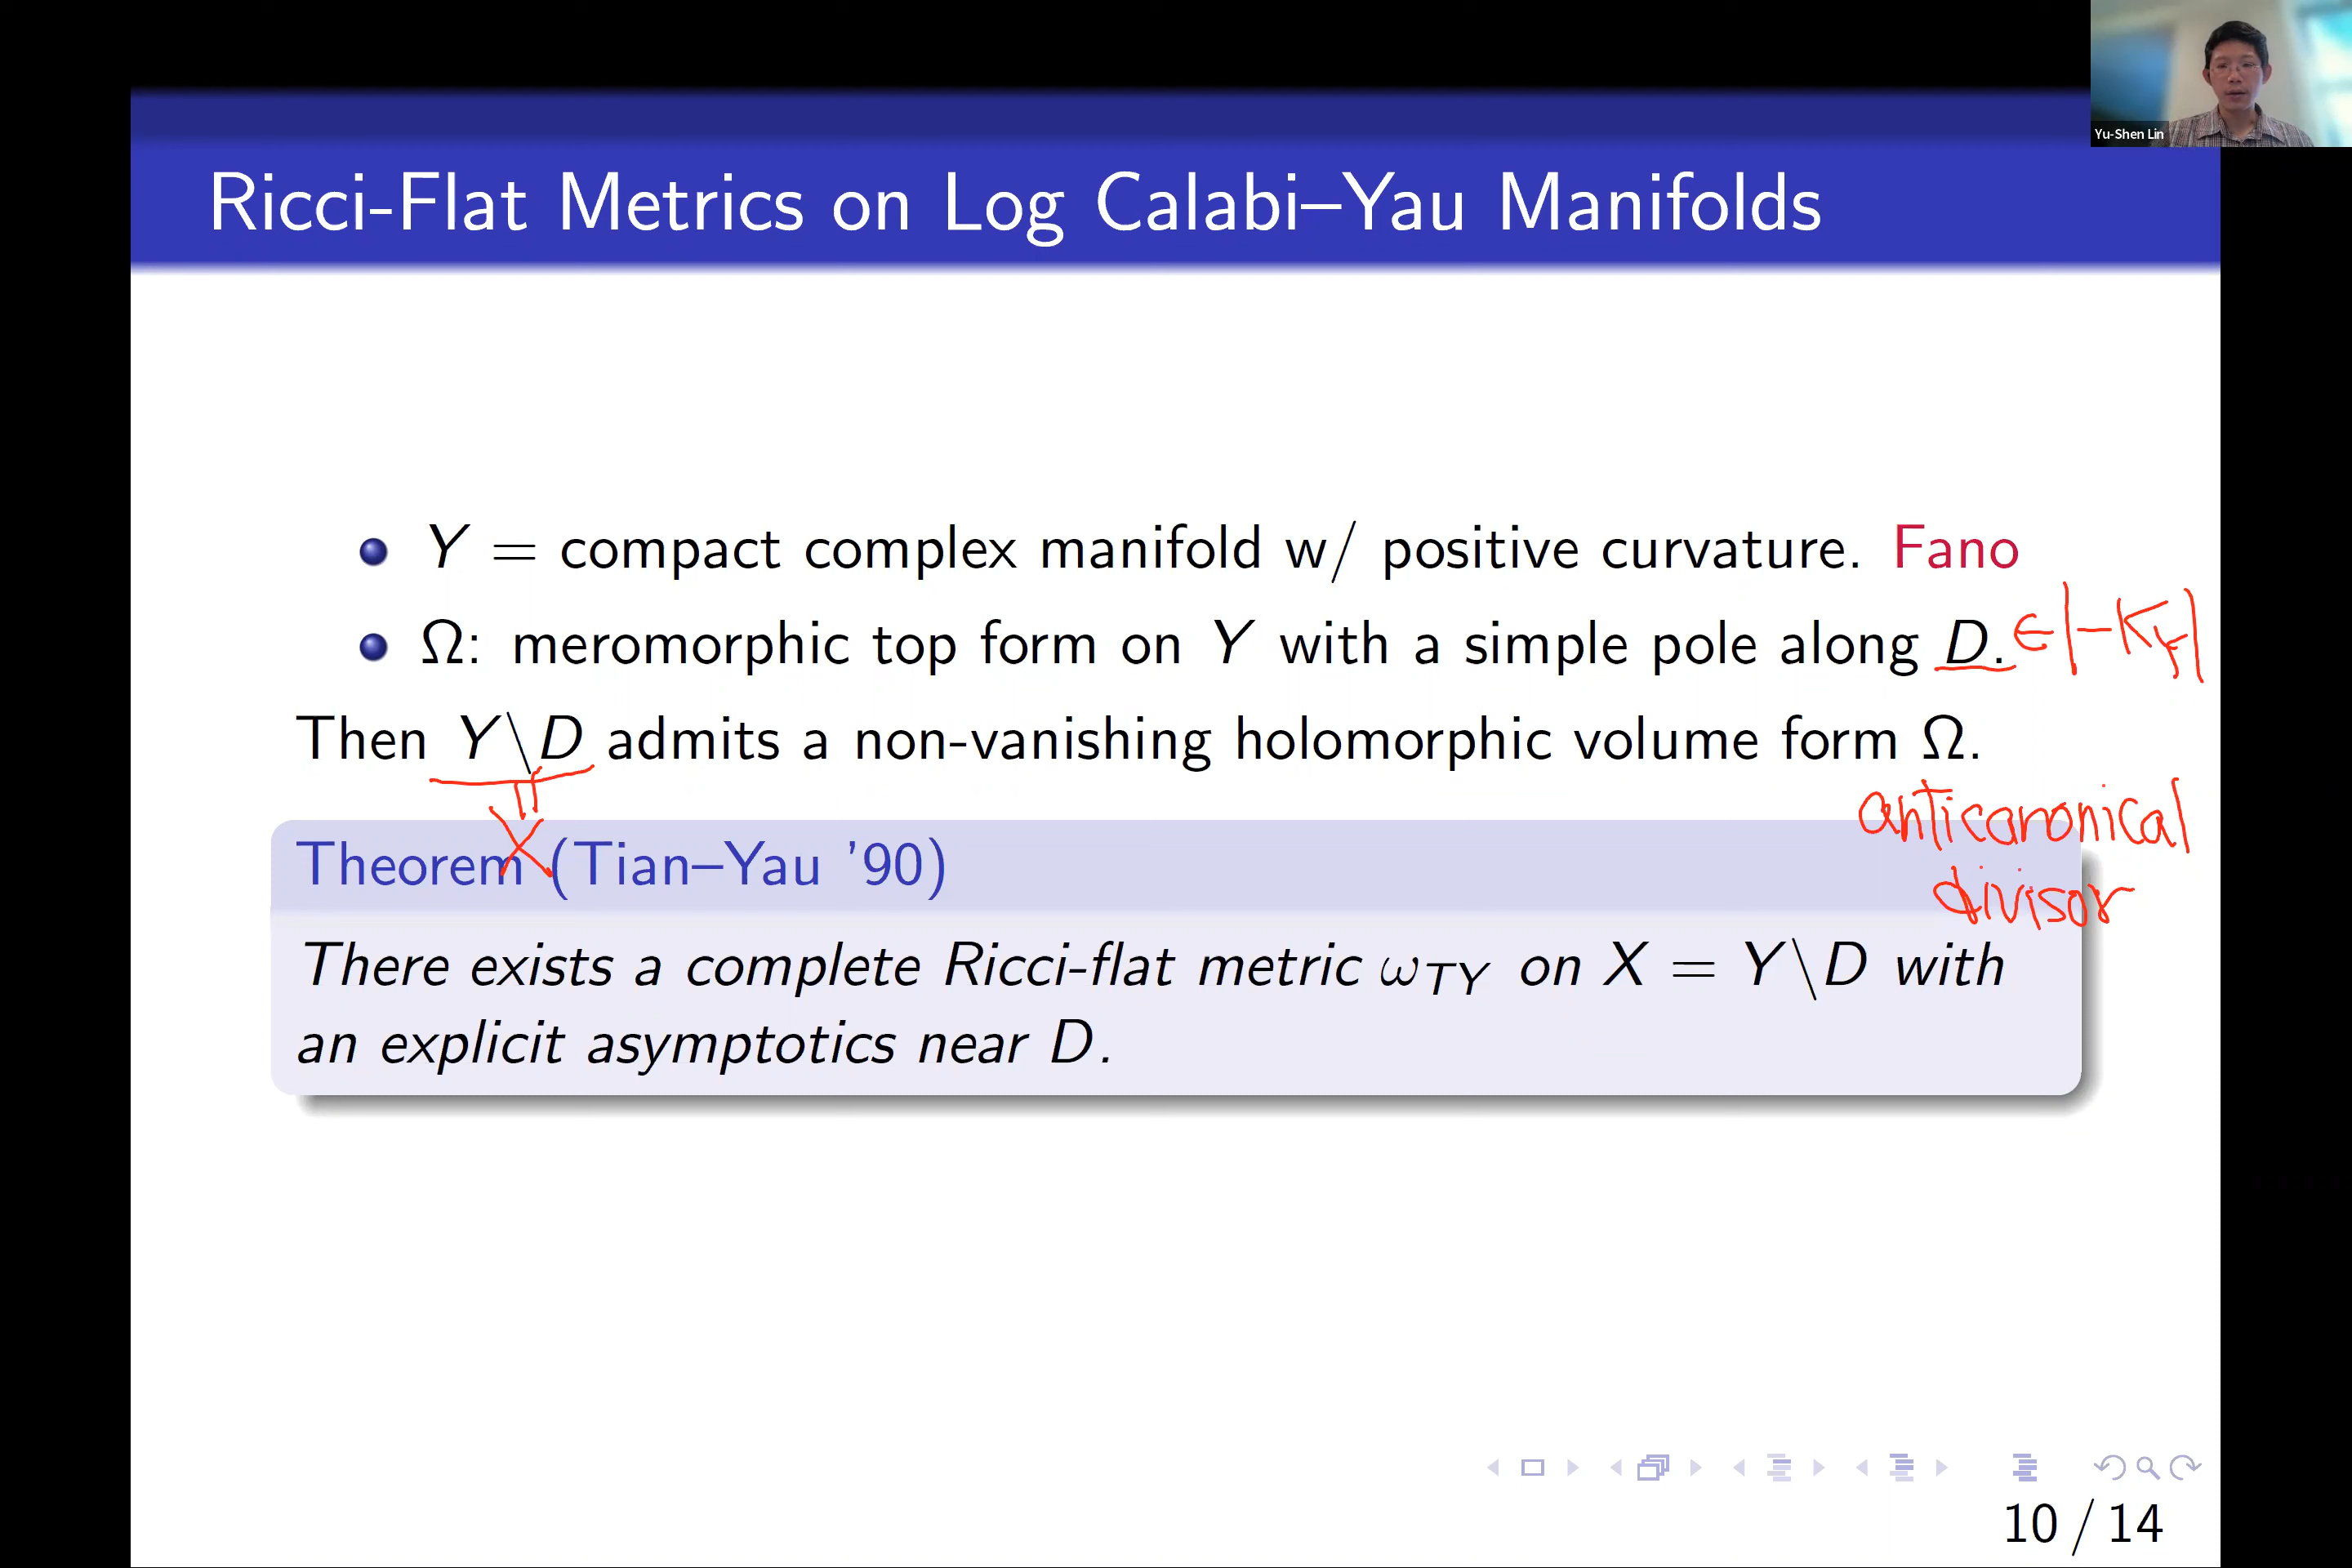 Yu-Shen Lin
Ricci-Flat Metrics on Log Calabi–Yau Manifolds
Y = compact complex manifold w/ positive curvature. Fano
Ω: meromorphic top form on Y with a simple pole along D. ∈|-K_Y|
Then Y\D admits a non-vanishing holomorphic volume form Ω.
=
X
anticanonical
divisor
Theorem (Tian–Yau '90)
There exists a complete Ricci-flat metric ω_{TY} on X = Y\D with
an explicit asymptotics near D.
10 / 14